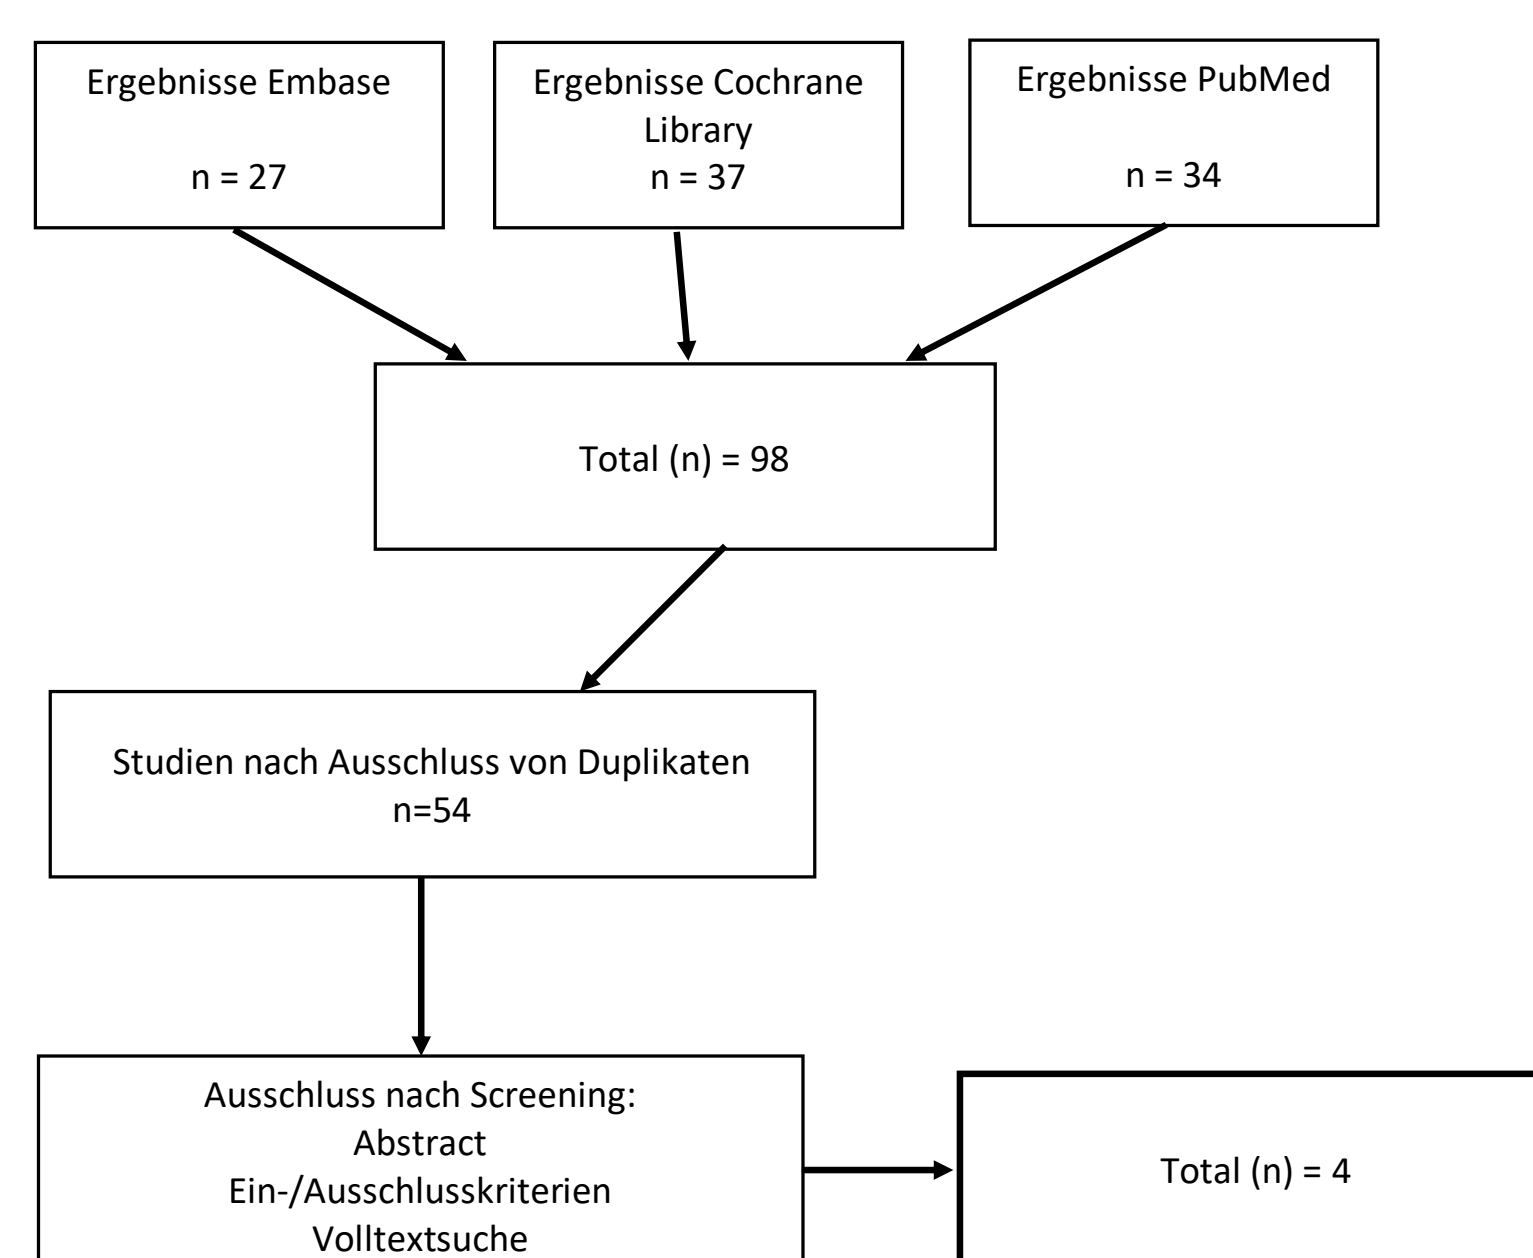 Ergebnisse Embase
n = 27
Ergebnisse Cochrane
Library
n = 37
Ergebnisse PubMed
n = 34
Total (n) = 98
Studien nach Ausschluss von Duplikaten
n=54
Ausschluss nach Screening:
Abstract
Ein-/Ausschlusskriterien
Volltextsuche
Total (n) = 4